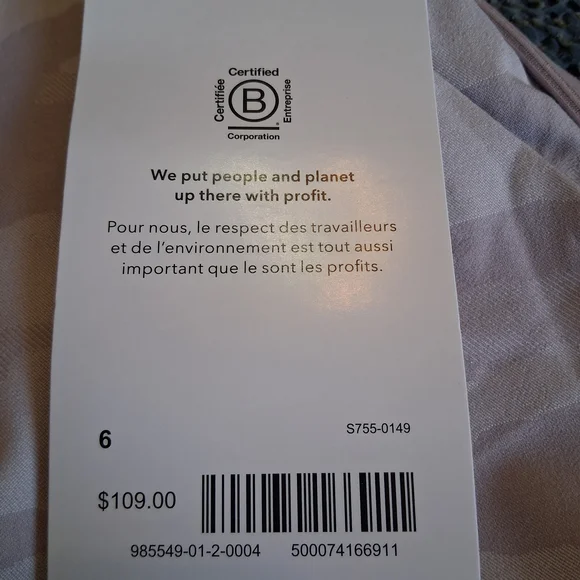 Certified
Certifiée
B
Entreprise
Corporation
We put people and planet
up there with profit.
Pour nous, le respect des travailleurs
et de l'environnement est tout aussi
important que le sont les profits.
6
S755-0149
$109.00
985549-01-2-0004 500074166911